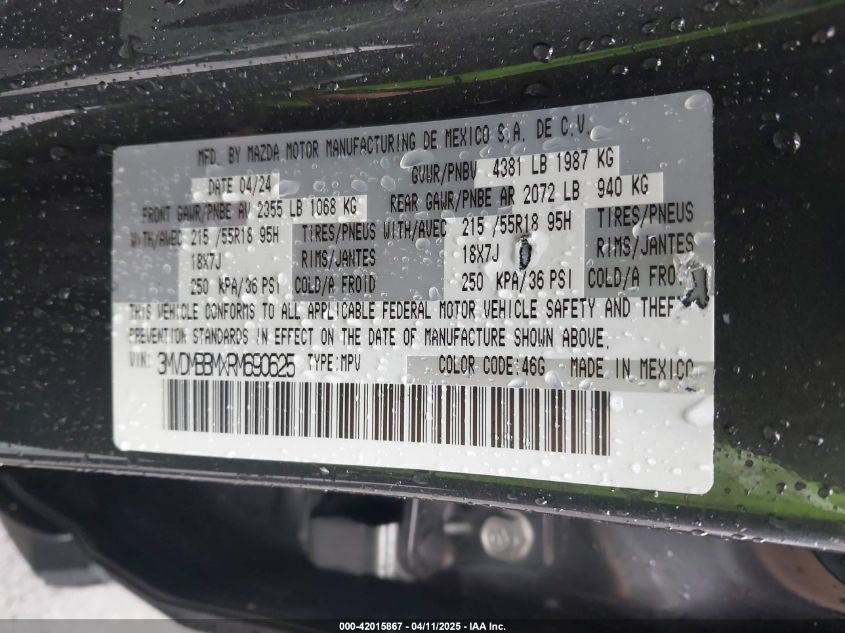 MFD. BY MAZDA MOTOR MANUFACTURING DE MEXICO S.A. DE C.V.
DATE 04/24 GVWR/PNBV 4381 LB 1987 KG
FRONT GAWR/PNBE AV 2355 LB 1068 KG REAR GAWR/PNBE AR 2072 LB 940 KG
WITH/AVEC 215 /55R18 95H TIRES/PNEUS WITH/AVEC 215 /55R18 95H TIRES/PNEUS
18X7J RIMS/JANTES 18X7J RIMS/JANTES
250 KPA/36 PSI COLD/A FROID 250 KPA/36 PSI COLD/A FROID
THIS VEHICLE CONFORMS TO ALL APPLICABLE FEDERAL MOTOR VEHICLE SAFETY AND THEFT
PREVENTION STANDARDS IN EFFECT ON THE DATE OF MANUFACTURE SHOWN ABOVE.
VIN: 3MVDMBBMXRM690625 TYPE:MPV COLOR CODE:46G MADE IN MEXICO
000-42015867 - 04/11/2025 - IAA Inc.